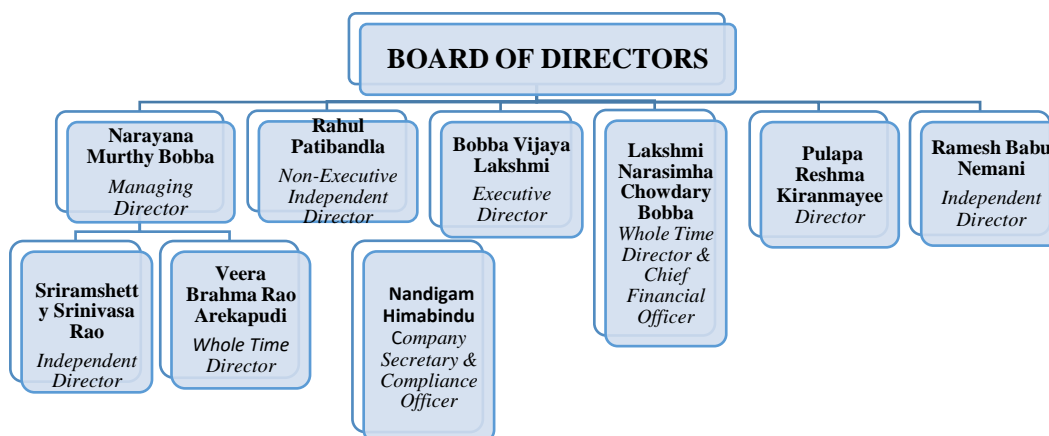 BOARD OF DIRECTORS
Narayana
Murthy Bobba
Managing
Director
Rahul
Patibandla
Non-Executive
Independent
Director
Bobba Vijaya
Lakshmi
Executive
Director
Lakshmi
Narasimha
Chowdary
Bobba
Whole Time
Director &
Chief
Financial
Officer
Pulapa
Reshma
Kiranmayee
Director
Ramesh Babu
Nemani
Independent
Director
Sriramshett
y Srinivasa
Rao
Independent
Director
Veera
Brahma Rao
Arekapudi
Whole Time
Director
Nandigam
Himabindu
Company
Secretary &
Compliance
Officer